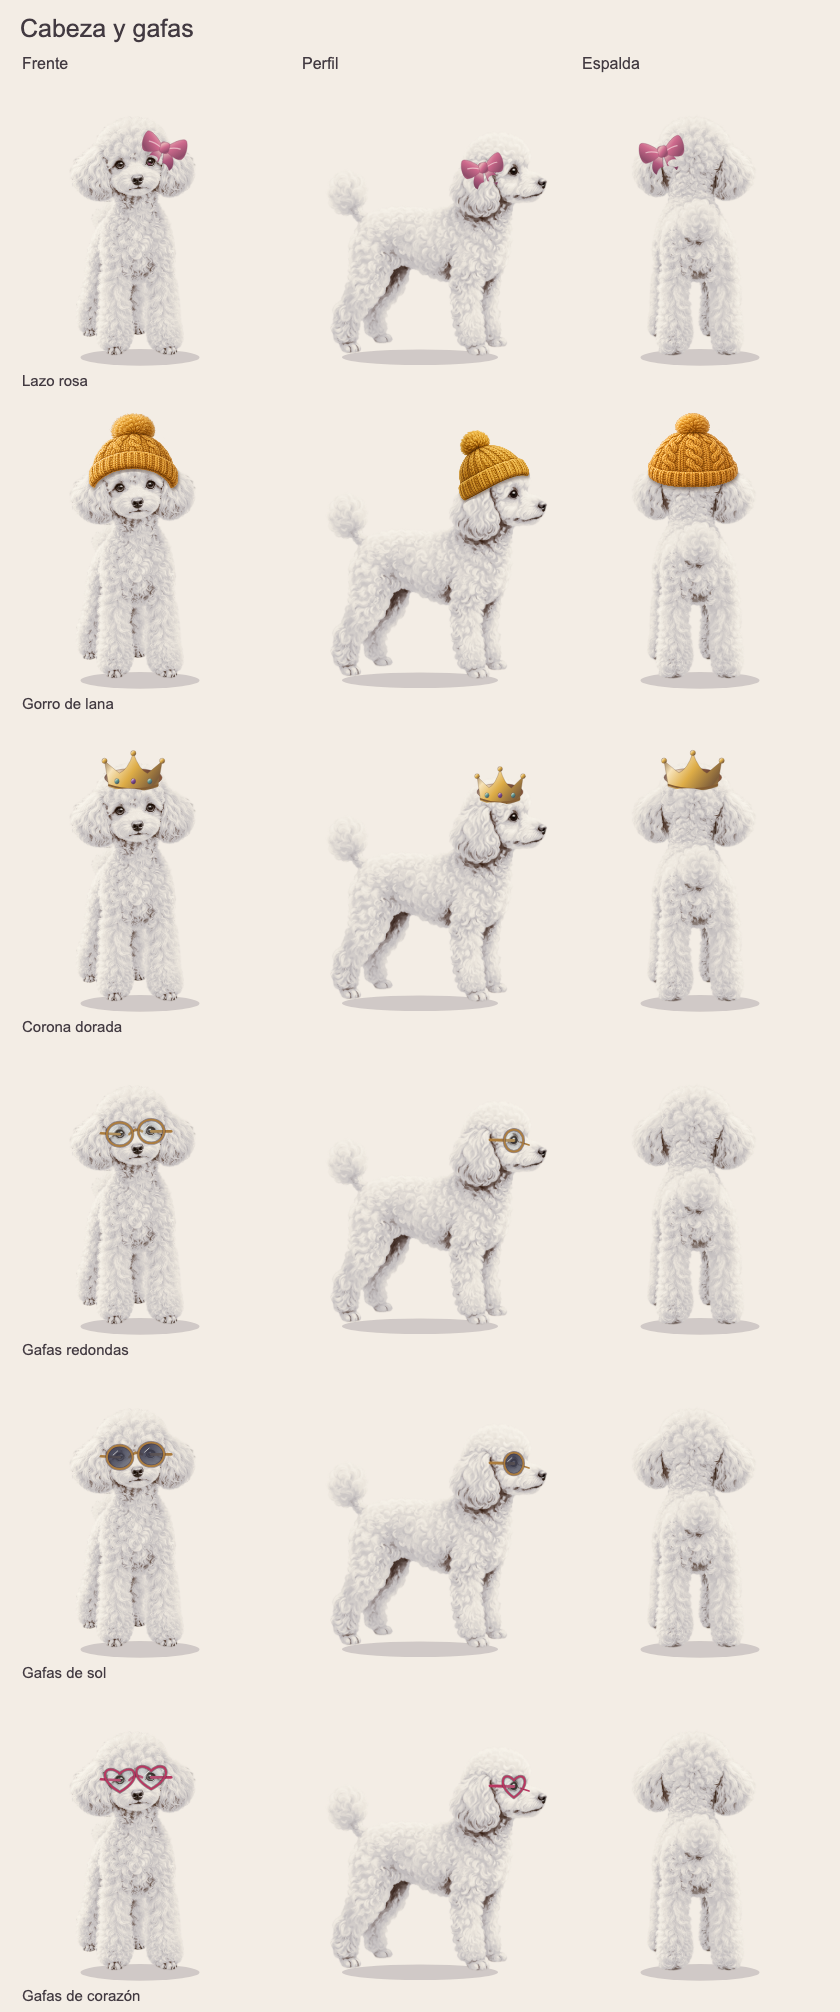 Cabeza y gafas
Frente
Perfil
Espalda
Lazo rosa
Gorro de lana
Corona dorada
Gafas redondas
Gafas de sol
Gafas de corazón